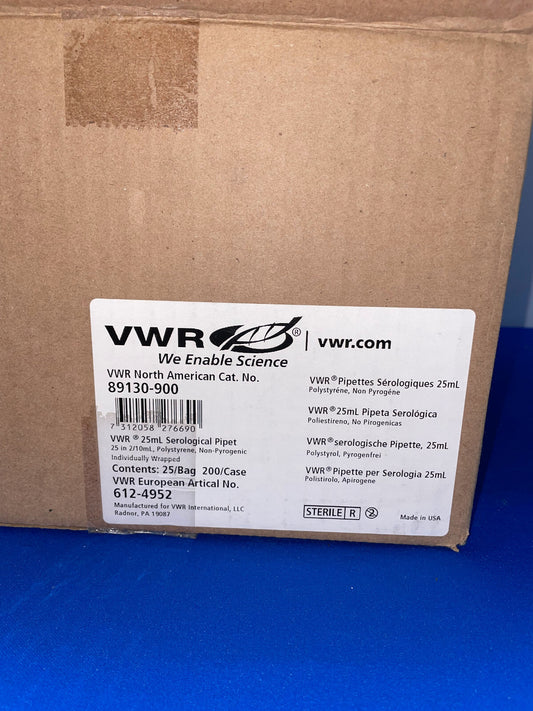 VWR® | vwr.com
We Enable Science
VWR North American Cat. No.
89130-900
7 312058 276690
VWR ® 25mL Serological Pipet
25 in 2/10mL, Polystyrene, Non-Pyrogenic
Individually Wrapped
Contents: 25/Bag 200/Case
VWR European Artical No.
612-4952
Manufactured for VWR International, LLC
Radnor, PA 19087
VWR®Pipettes Sérologiques 25mL
Polystyréne, Non Pyrogéne
VWR®25mL Pipeta Serológica
Poliestireno, No Pirogenicas
VWR®serologische Pipette, 25mL
Polystyrol, Pyrogenfrei
VWR®Pipette per Serologia 25mL
Polistirolo, Apirogene
STERILE R 2
Made in USA